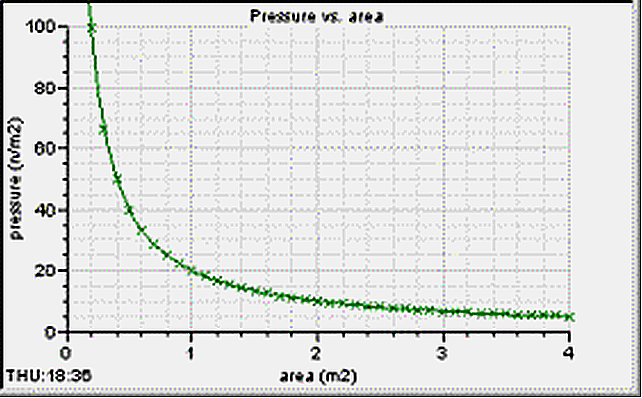 Pressure vs. area
100
80
60
40
20
0
pressure (n/m2)
0 1 2 3 4
area (m2)
THU:18:36